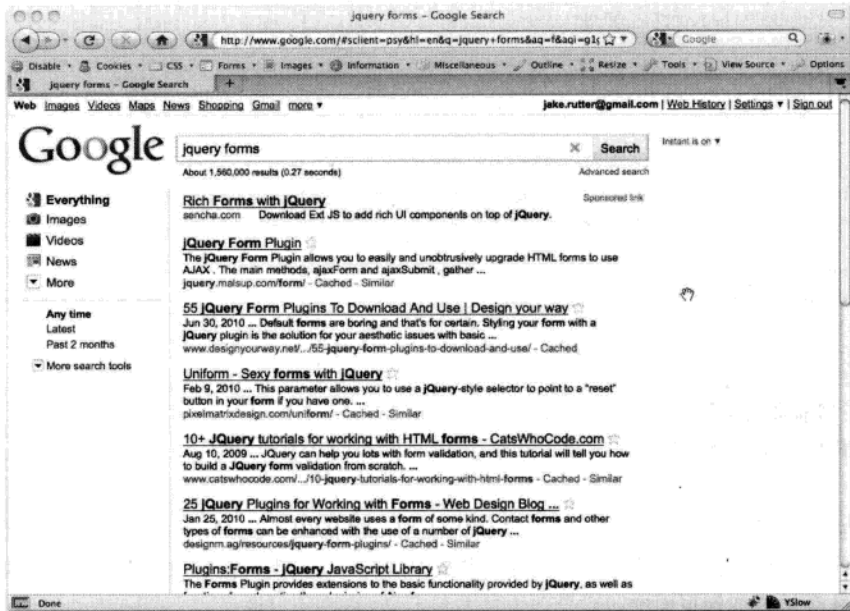 jquery forms - Google Search
http://www.google.com/#sclient=psy&hl=en&q=jquery+forms&aq=f&aqi=g1g
Google
Disable Cookies CSS Forms Images Information Miscellaneous Outline Resize Tools View Source Options
jquery forms - Google Search
Web Images Videos Maps News Shopping Gmail more
jake.rutter@gmail.com | Web History | Settings | Sign out
Google
jquery forms
Search
Instant is on
About 1,560,000 results (0.27 seconds)
Advanced search
Everything
Images
Videos
News
More
Any time
Latest
Past 2 months
More search tools
Rich Forms with jQuery
Sponsored link
sencha.com Download Ext JS to add rich UI components on top of jQuery.
jQuery Form Plugin
The jQuery Form Plugin allows you to easily and unobtrusively upgrade HTML forms to use
AJAX . The main methods, ajaxForm and ajaxSubmit , gather ...
jquery.malsup.com/form/ - Cached - Similar
55 jQuery Form Plugins To Download And Use | Design your way
Jun 30, 2010 ... Default forms are boring and that's for certain. Styling your form with a
jQuery plugin is the solution for your aesthetic issues with basic ...
www.designyourway.net/.../55-jquery-form-plugins-to-download-and-use/ - Cached
Uniform - Sexy forms with jQuery
Feb 9, 2010 ... This parameter allows you to use a jQuery-style selector to point to a "reset"
button in your form if you have one. ...
pixelmatrixdesign.com/uniform/ - Cached - Similar
10+ JQuery tutorials for working with HTML forms - CatsWhoCode.com
Aug 10, 2009 ... JQuery can help you lots with form validation, and this tutorial will tell you how
to build a JQuery form validation from scratch. ...
www.catswhocode.com/.../10-jquery-tutorials-for-working-with-html-forms - Cached - Similar
25 jQuery Plugins for Working with Forms - Web Design Blog ...
Jan 25, 2010 ... Almost every website uses a form of some kind. Contact forms and other
types of forms can be enhanced with the use of a number of jQuery ...
designm.ag/resources/jquery-form-plugins/ - Cached - Similar
Plugins:Forms - jQuery JavaScript Library
The Forms Plugin provides extensions to the basic functionality provided by jQuery, as well as
Done
YSlow